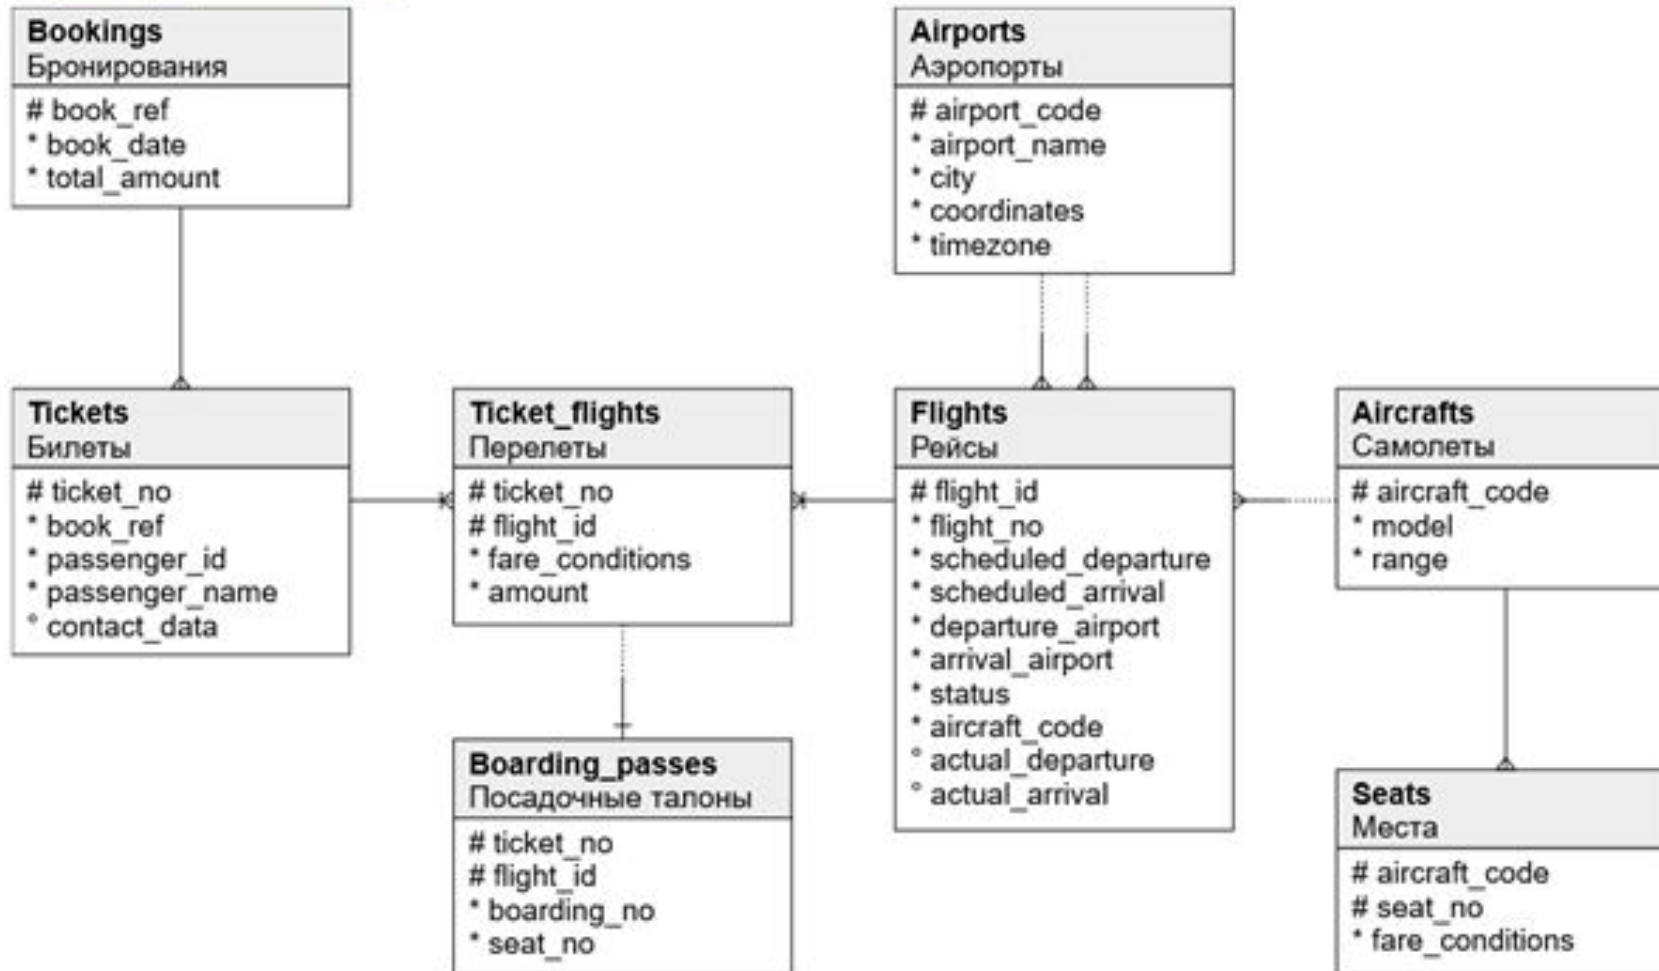 Bookings
Бронирования
# book_ref
* book_date
* total_amount
Airports
Аэропорты
# airport_code
* airport_name
* city
* coordinates
* timezone
Tickets
Билеты
# ticket_no
* book_ref
* passenger_id
* passenger_name
° contact_data
Ticket_flights
Перелеты
# ticket_no
# flight_id
* fare_conditions
* amount
Flights
Рейсы
# flight_id
* flight_no
* scheduled_departure
* scheduled_arrival
* departure_airport
* arrival_airport
* status
* aircraft_code
° actual_departure
° actual_arrival
Aircrafts
Самолеты
# aircraft_code
* model
* range
Boarding_passes
Посадочные талоны
# ticket_no
# flight_id
* boarding_no
* seat_no
Seats
Места
# aircraft_code
# seat_no
* fare_conditions